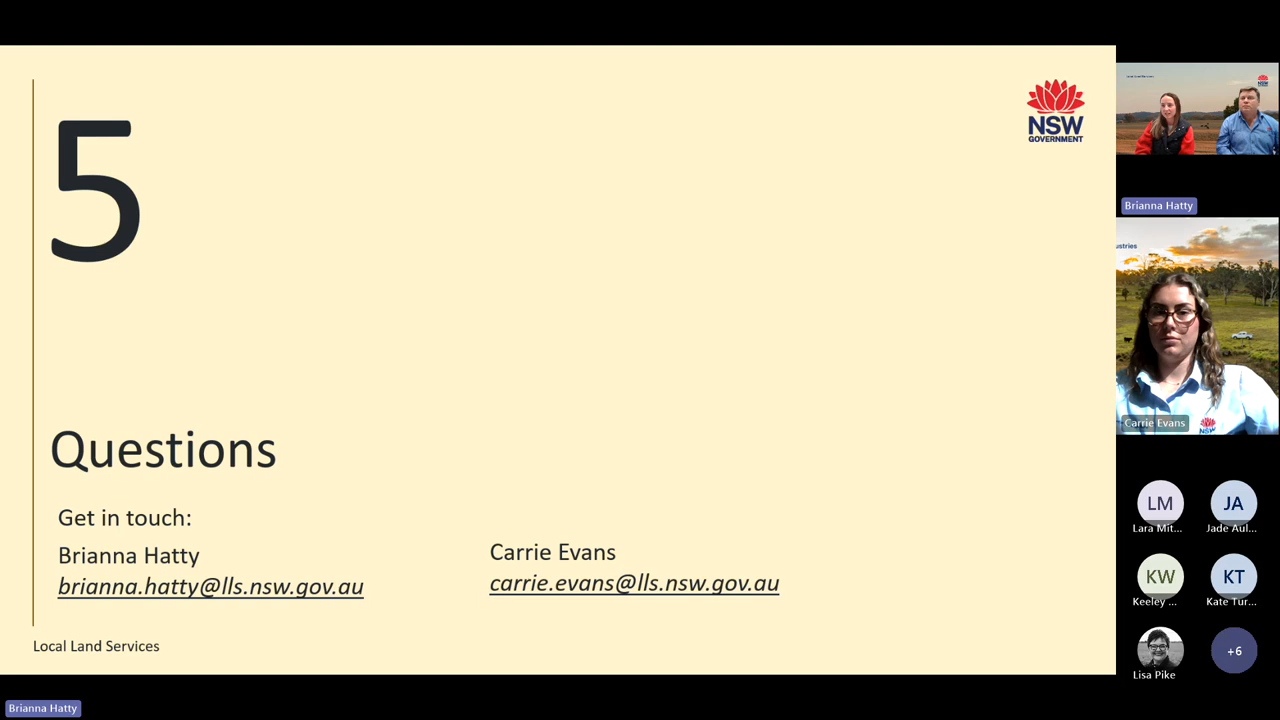 5
NSW
GOVERNMENT
Questions
Get in touch:
Brianna Hatty
brianna.hatty@lls.nsw.gov.au
Carrie Evans
carrie.evans@lls.nsw.gov.au
Local Land Services
Brianna Hatty
Brianna Hatty
ustries
Carrie Evans
NSW
LM
Lara Mit...
JA
Jade Aul...
KW
Keeley ...
KT
Kate Tur...
Lisa Pike
+6